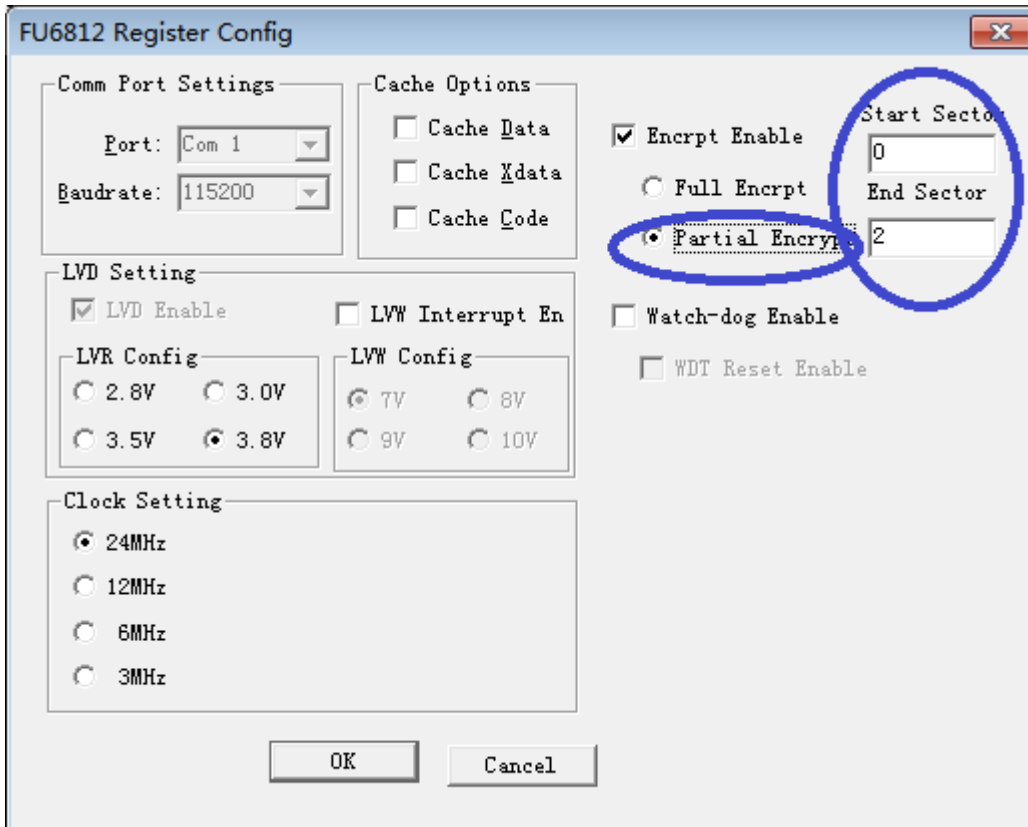 FU6812 Register Config
Comm Port Settings
Port: Com 1
Baudrate: 115200
Cache Options
Cache Data
Cache Xdata
Cache Code
Encrpt Enable
Full Encrpt
Partial Encrypt
Start Sector
0
End Sector
2
LVD Setting
LVD Enable
LVW Interrupt En
LVR Config
2.8V 3.0V
3.5V 3.8V
LVW Config
7V 8V
9V 10V
Watch-dog Enable
WDT Reset Enable
Clock Setting
24MHz
12MHz
6MHz
3MHz
OK Cancel